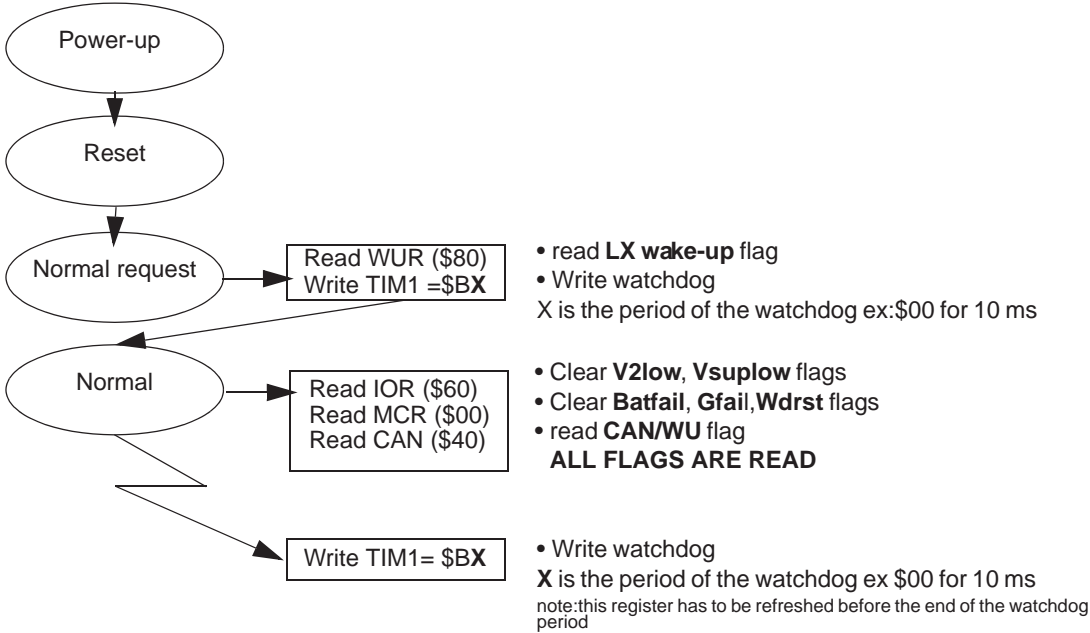 Power-up
Reset
Normal request
Read WUR ($80)
Write TIM1 =$BX
• read LX wake-up flag
• Write watchdog
X is the period of the watchdog ex:$00 for 10 ms
Normal
Read IOR ($60)
Read MCR ($00)
Read CAN ($40)
• Clear V2low, Vsuplow flags
• Clear Batfail, Gfail,Wdrst flags
• read CAN/WU flag
ALL FLAGS ARE READ
Write TIM1= $BX
• Write watchdog
X is the period of the watchdog ex $00 for 10 ms
note:this register has to be refreshed before the end of the watchdog
period